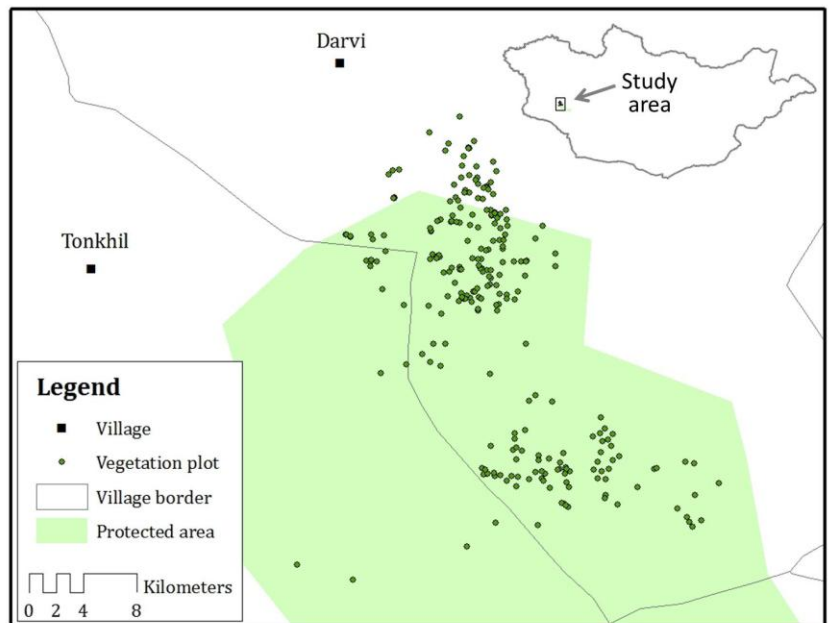 Darvi
Study
area
Tonkhil
Legend
Village
Vegetation plot
Village border
Protected area
Kilometers
0 2 4 8